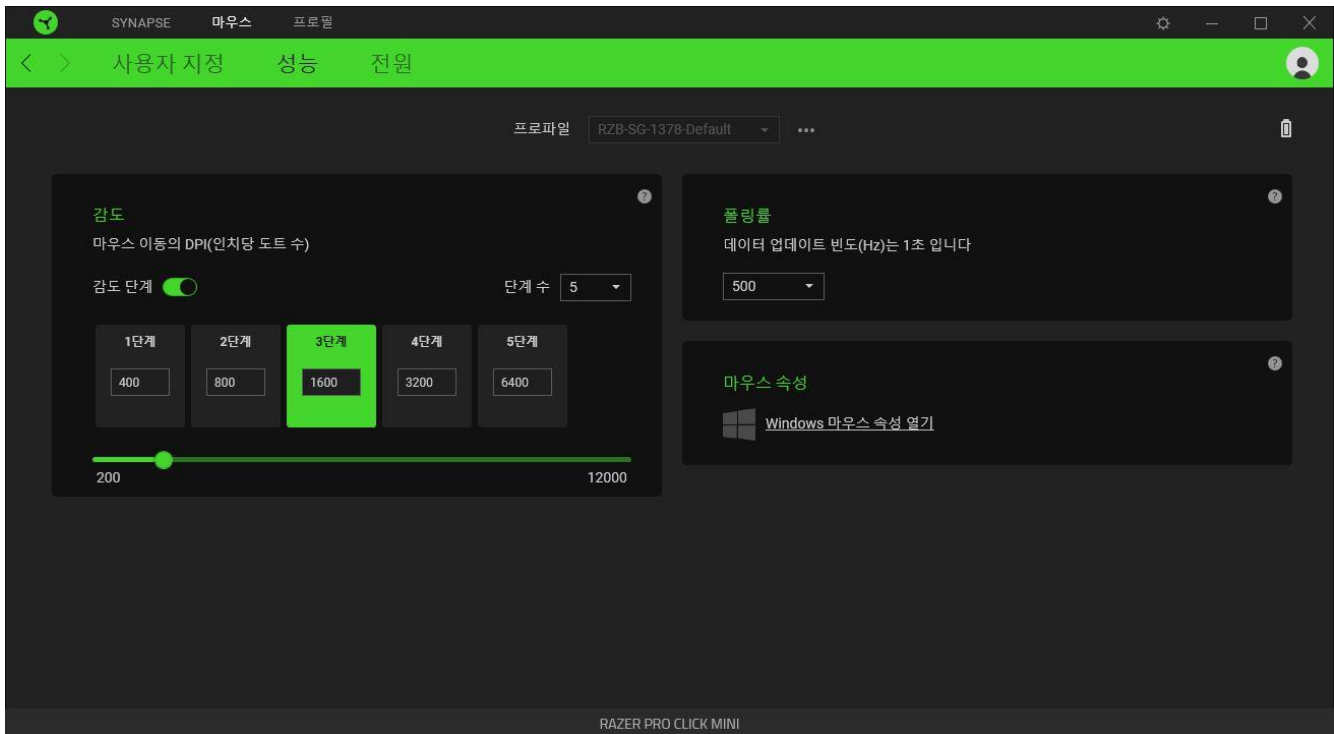 SYNAPSE 마우스 프로필
사용자 지정 성능 전원
프로파일 RZB-SG-1378-Default
감도
마우스 이동의 DPI(인치당 도트 수)
감도 단계 단계 수 5
1단계 2단계 3단계 4단계 5단계
400 800 1600 3200 6400
200 12000
폴링률
데이터 업데이트 빈도(Hz)는 1초 입니다
500
마우스 속성
Windows 마우스 속성 열기
RAZER PRO CLICK MINI